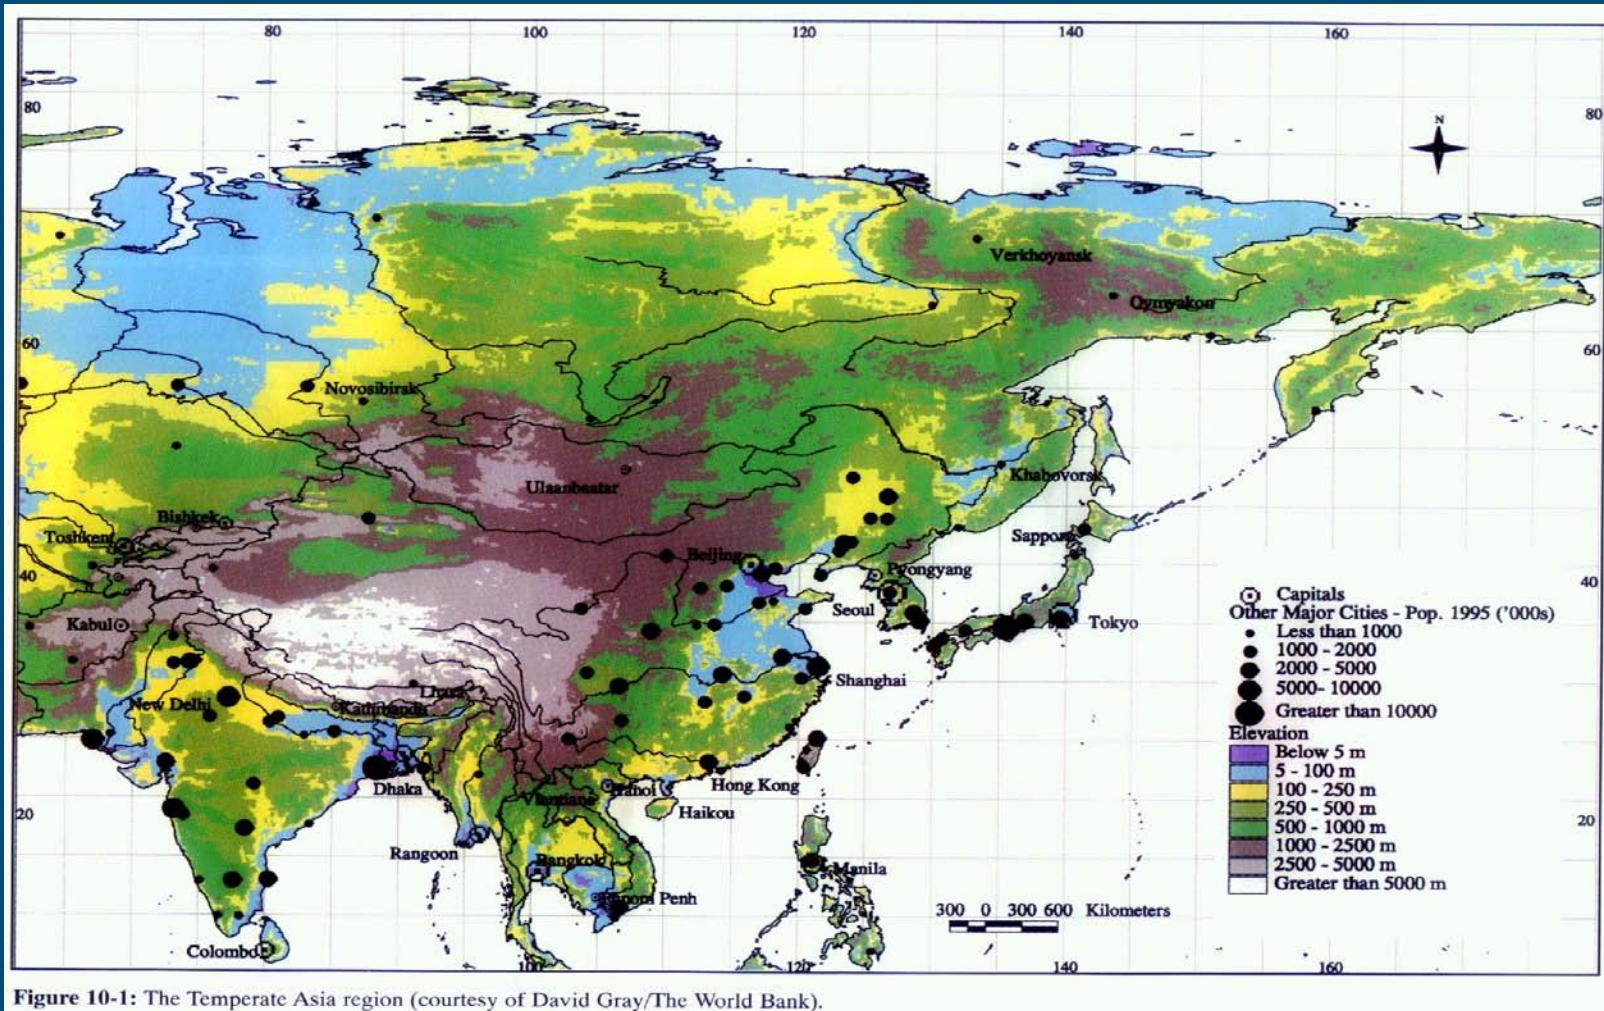 80 100 120 140 160
80 80
N
Verkhoyansk
Oymyakon
60 60
Novosibirsk
Khabovorsk
Ulaanbaatar
Bishkek
Toshkent
Sapporo
Beijing
Pyongyang
40 40
Seoul
Kabul
Tokyo
Shanghai
Lhasa
New Delhi
Kathmandu
Dhaka
Hong Kong
Hanoi
Vientiane
Haikou
20 20
Rangoon
Bangkok
Manila
Phnom Penh
Colombo
Capitals
Other Major Cities - Pop. 1995 ('000s)
Less than 1000
1000 - 2000
2000 - 5000
5000- 10000
Greater than 10000
Elevation
Below 5 m
5 - 100 m
100 - 250 m
250 - 500 m
500 - 1000 m
1000 - 2500 m
2500 - 5000 m
Greater than 5000 m
300 0 300 600 Kilometers
100 120 140 160
Figure 10-1: The Temperate Asia region (courtesy of David Gray/The World Bank).